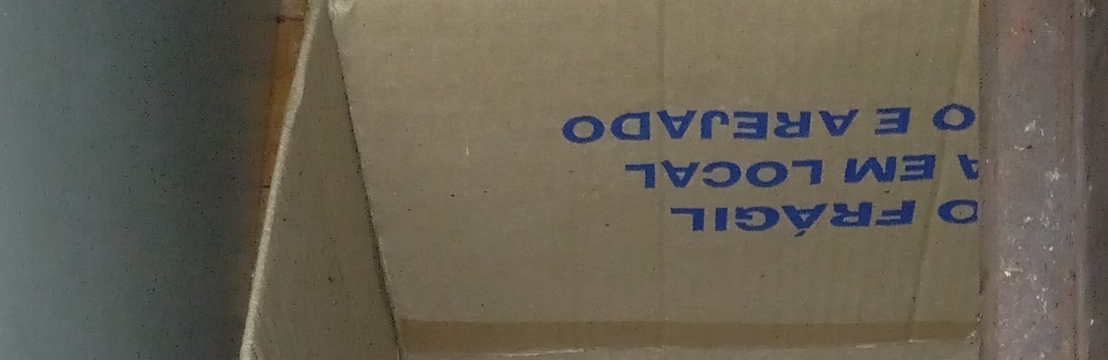 O FRÁGIL
A EM LOCAL
O E AREJADO